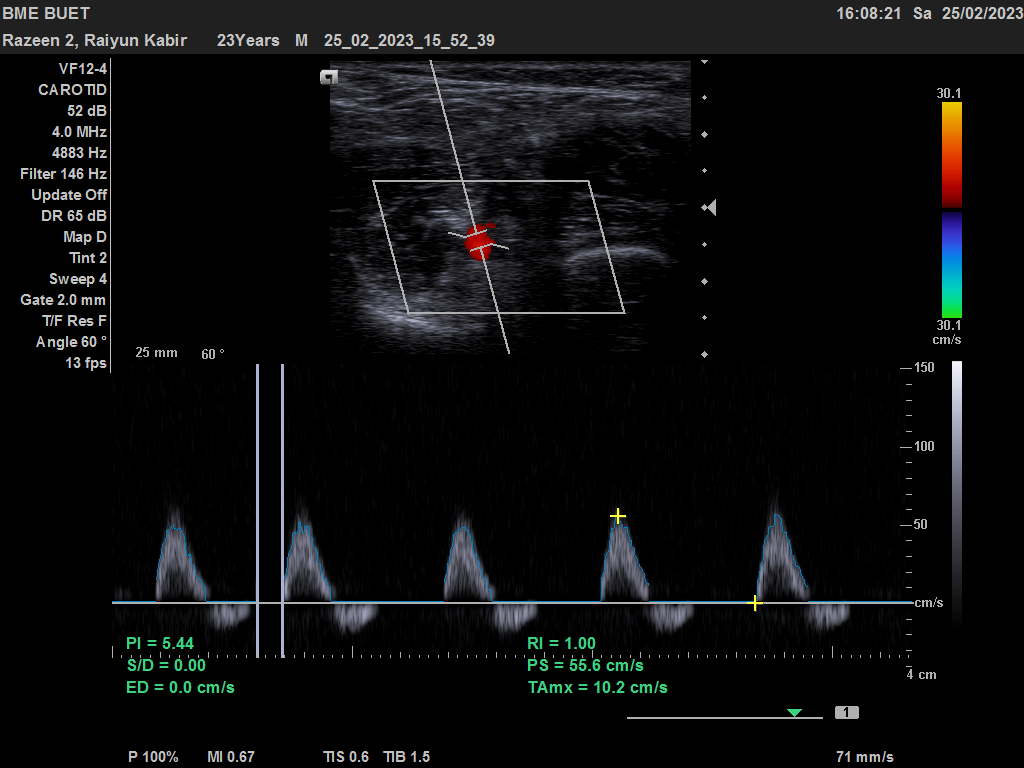 BME BUET
16:08:21 Sa 25/02/2023
Razeen 2, Raiyun Kabir 23Years M 25_02_2023_15_52_39
VF12-4
CAROTID
52 dB
4.0 MHz
4883 Hz
Filter 146 Hz
Update Off
DR 65 dB
Map D
Tint 2
Sweep 4
Gate 2.0 mm
T/F Res F
Angle 60 °
13 fps
25 mm 60 °
30.1
30.1
cm/s
150
100
50
cm/s
4 cm
PI = 5.44
S/D = 0.00
ED = 0.0 cm/s
RI = 1.00
PS = 55.6 cm/s
TAmx = 10.2 cm/s
1
P 100% MI 0.67 TIS 0.6 TIB 1.5 71 mm/s